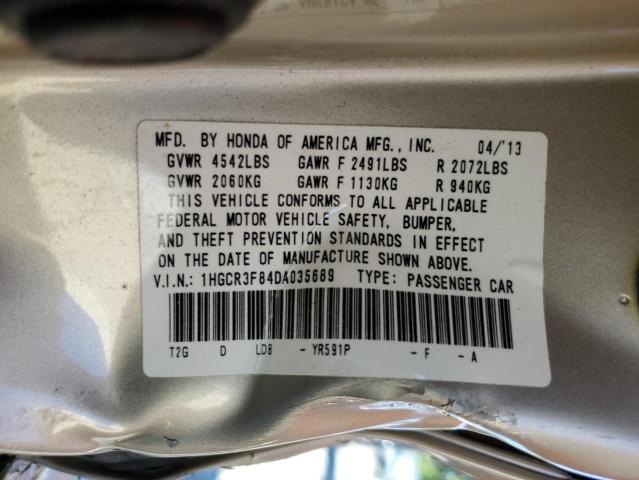 MFD. BY HONDA OF AMERICA MFG., INC. 04/'13
GVWR 4542LBS GAWR F 2491LBS R 2072LBS
GVWR 2060KG GAWR F 1130KG R 940KG
THIS VEHICLE CONFORMS TO ALL APPLICABLE
FEDERAL MOTOR VEHICLE SAFETY, BUMPER,
AND THEFT PREVENTION STANDARDS IN EFFECT
ON THE DATE OF MANUFACTURE SHOWN ABOVE.
V.I.N.: 1HGCR3F84DA035689 TYPE: PASSENGER CAR
T2G D LD8 - YR591P - F - A